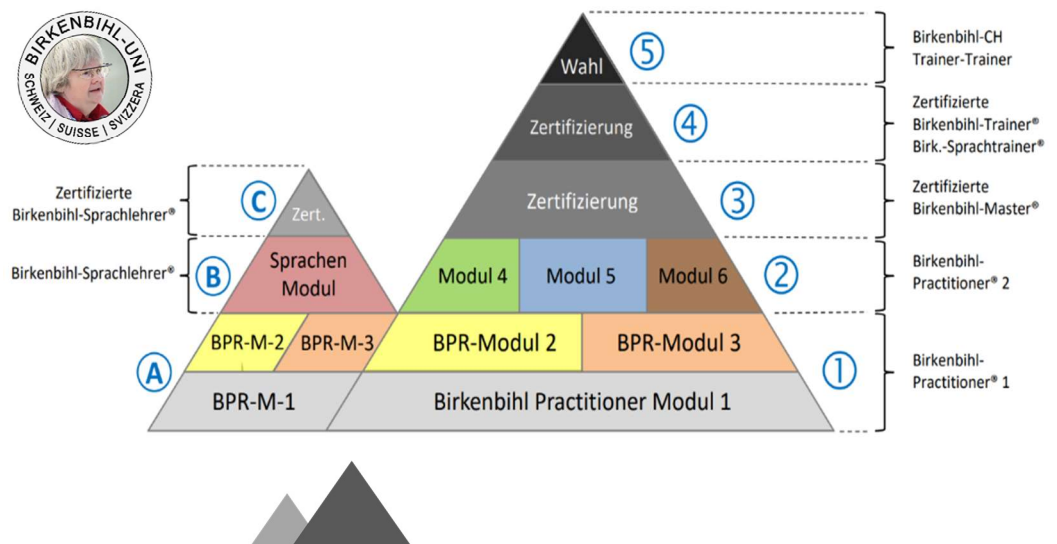 BIRKENBIHL-UNI
SCHWEIZ | SUISSE | SVIZZERA
Wahl
5
Birkenbihl-CH
Trainer-Trainer
Zertifizierung
4
Zertifizierte
Birkenbihl-Trainer®
Birk.-Sprachtrainer®
Zertifizierte
Birkenbihl-Sprachlehrer®
C
Zert.
Zertifizierung
3
Zertifizierte
Birkenbihl-Master®
Birkenbihl-Sprachlehrer®
B
Sprachen
Modul
Modul 4
Modul 5
Modul 6
2
Birkenbihl-
Practitioner® 2
A
BPR-M-2
BPR-M-3
BPR-Modul 2
BPR-Modul 3
1
Birkenbihl-
Practitioner® 1
BPR-M-1
Birkenbihl Practitioner Modul 1